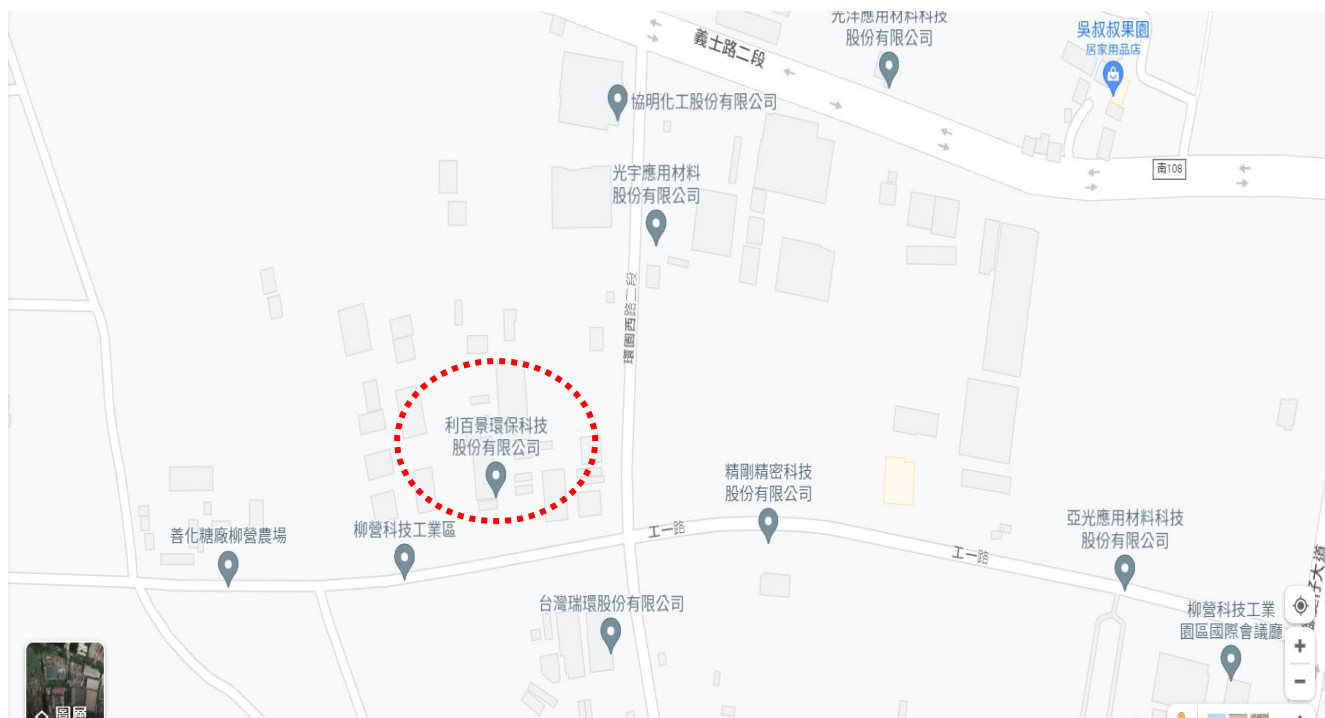 光洋應用材料科技
股份有限公司
吳叔叔果園
居家用品店
義士路二段
協明化工股份有限公司
光宇應用材料
股份有限公司
南108
環園西路二段
利百景環保科技
股份有限公司
精剛精密科技
股份有限公司
善化糖廠柳營農場
柳營科技工業區
工一路
工一路
亞光應用材料科技
股份有限公司
台灣瑞環股份有限公司
柳營科技工業
園區國際會議廳
仔大道
圖層